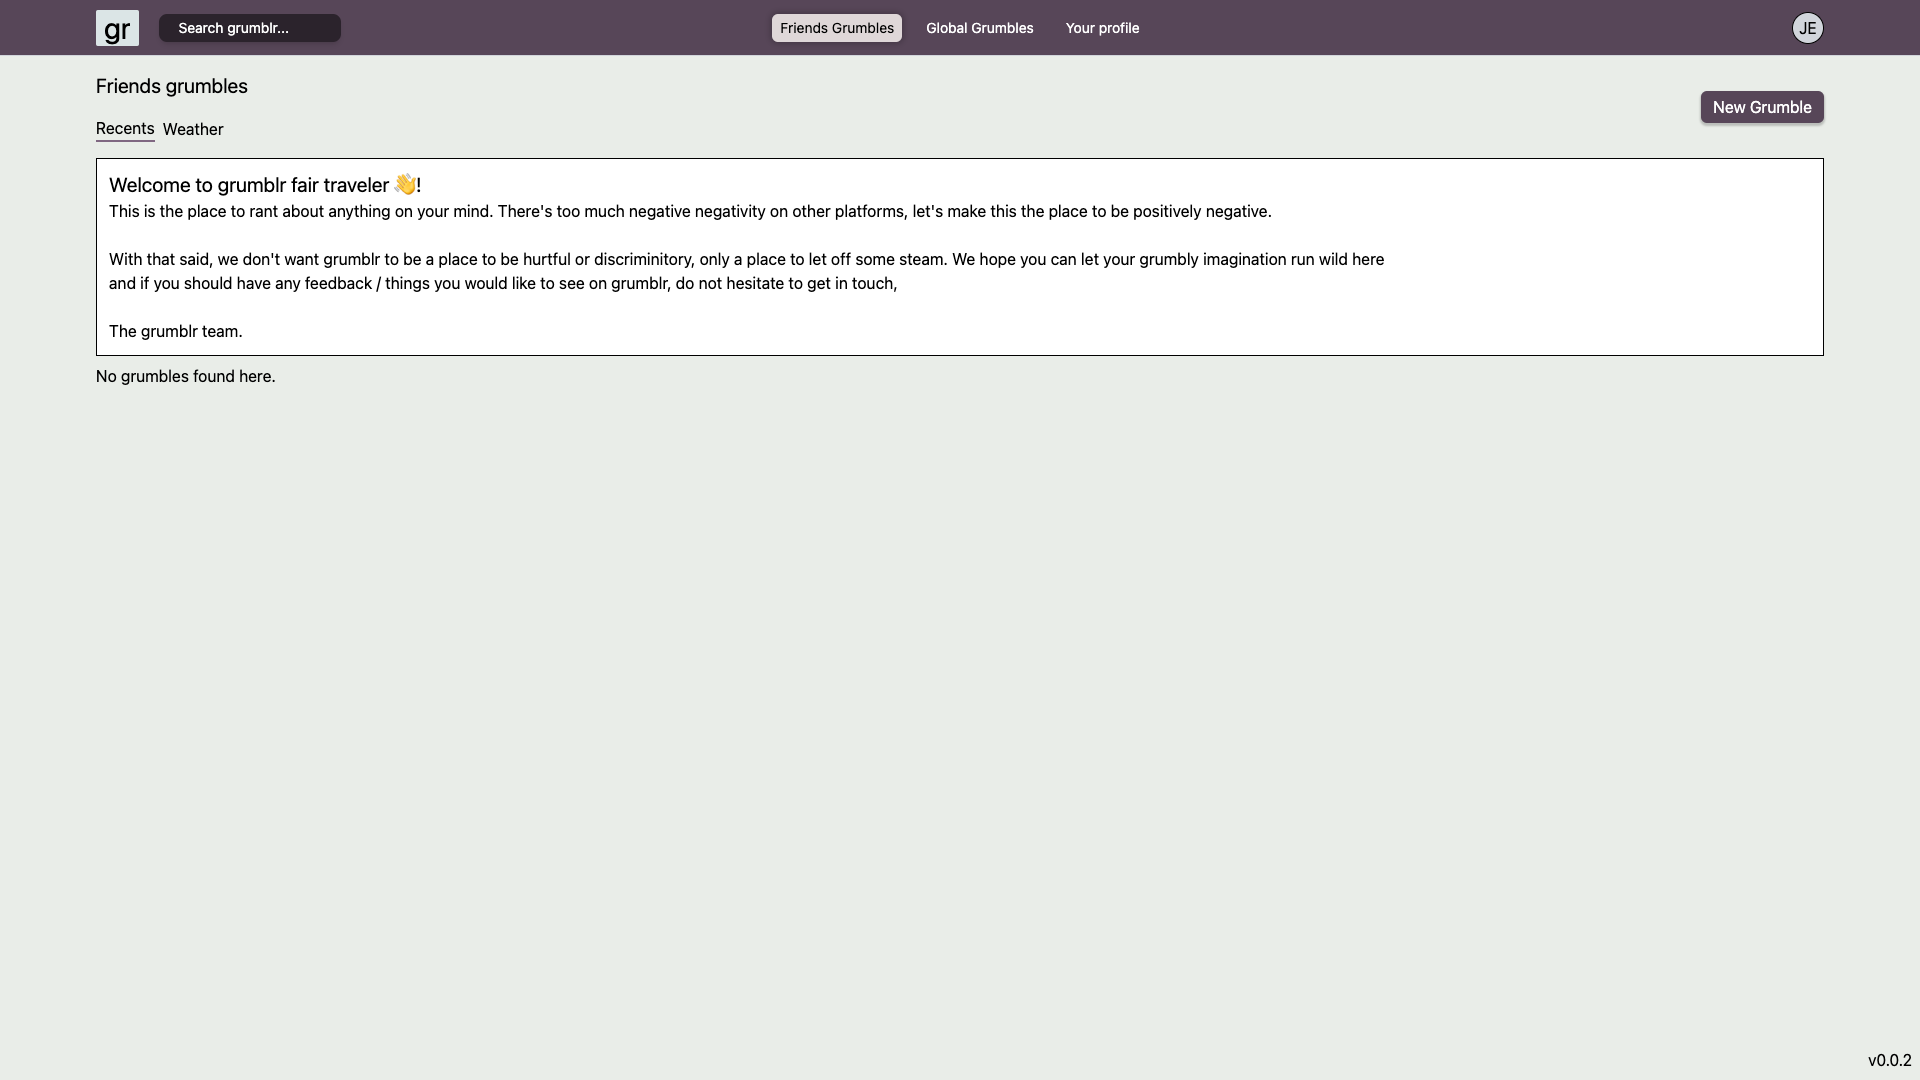 gr
Search grumblr...
Friends Grumbles
Global Grumbles
Your profile
JE
Friends grumbles
New Grumble
Recents
Weather
Welcome to grumblr fair traveler 👋!
This is the place to rant about anything on your mind. There's too much negative negativity on other platforms, let's make this the place to be positively negative.
With that said, we don't want grumblr to be a place to be hurtful or discriminitory, only a place to let off some steam. We hope you can let your grumbly imagination run wild here
and if you should have any feedback / things you would like to see on grumblr, do not hesitate to get in touch,
The grumblr team.
No grumbles found here.
v0.0.2